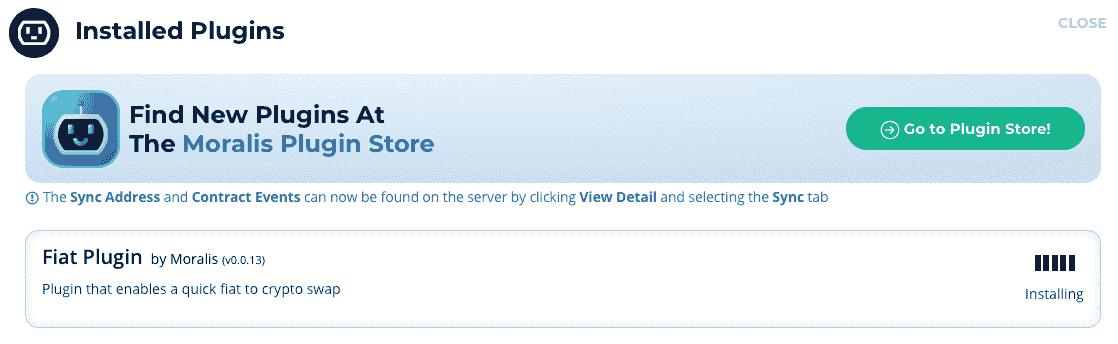 Installed Plugins
CLOSE
Find New Plugins At
The Moralis Plugin Store
Go to Plugin Store!
The Sync Address and Contract Events can now be found on the server by clicking View Detail and selecting the Sync tab
Fiat Plugin by Moralis (v0.0.13)
Plugin that enables a quick fiat to crypto swap
Installing